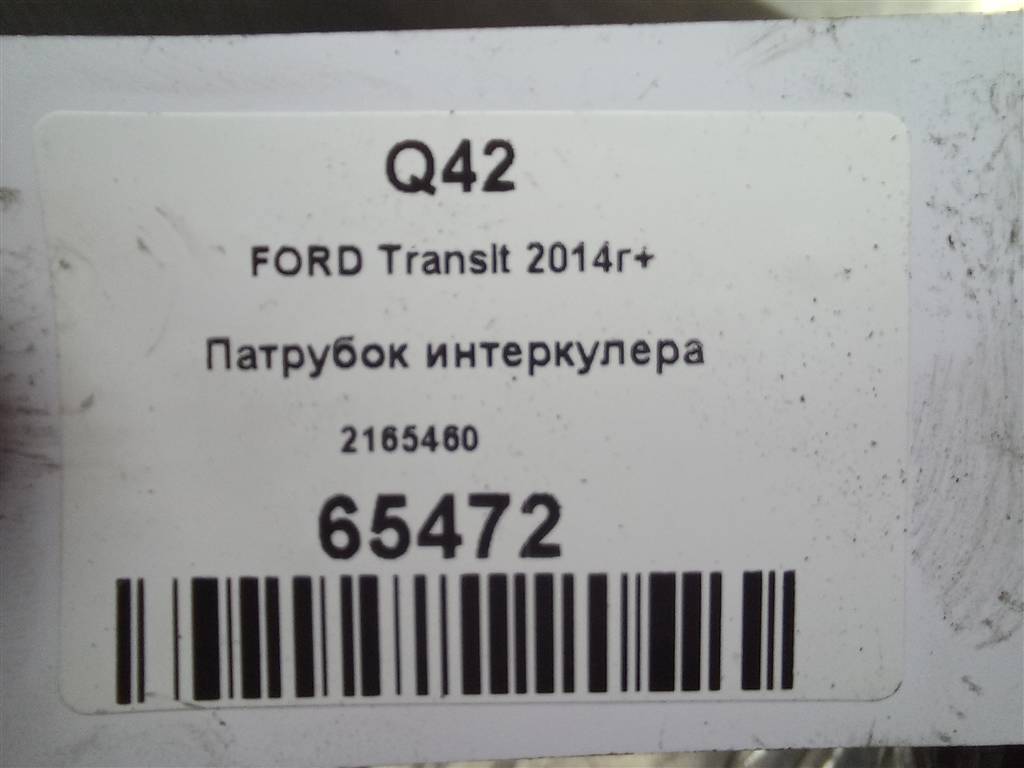 Q42
FORD Transit 2014г+
Патрубок интеркулера
2165460
65472